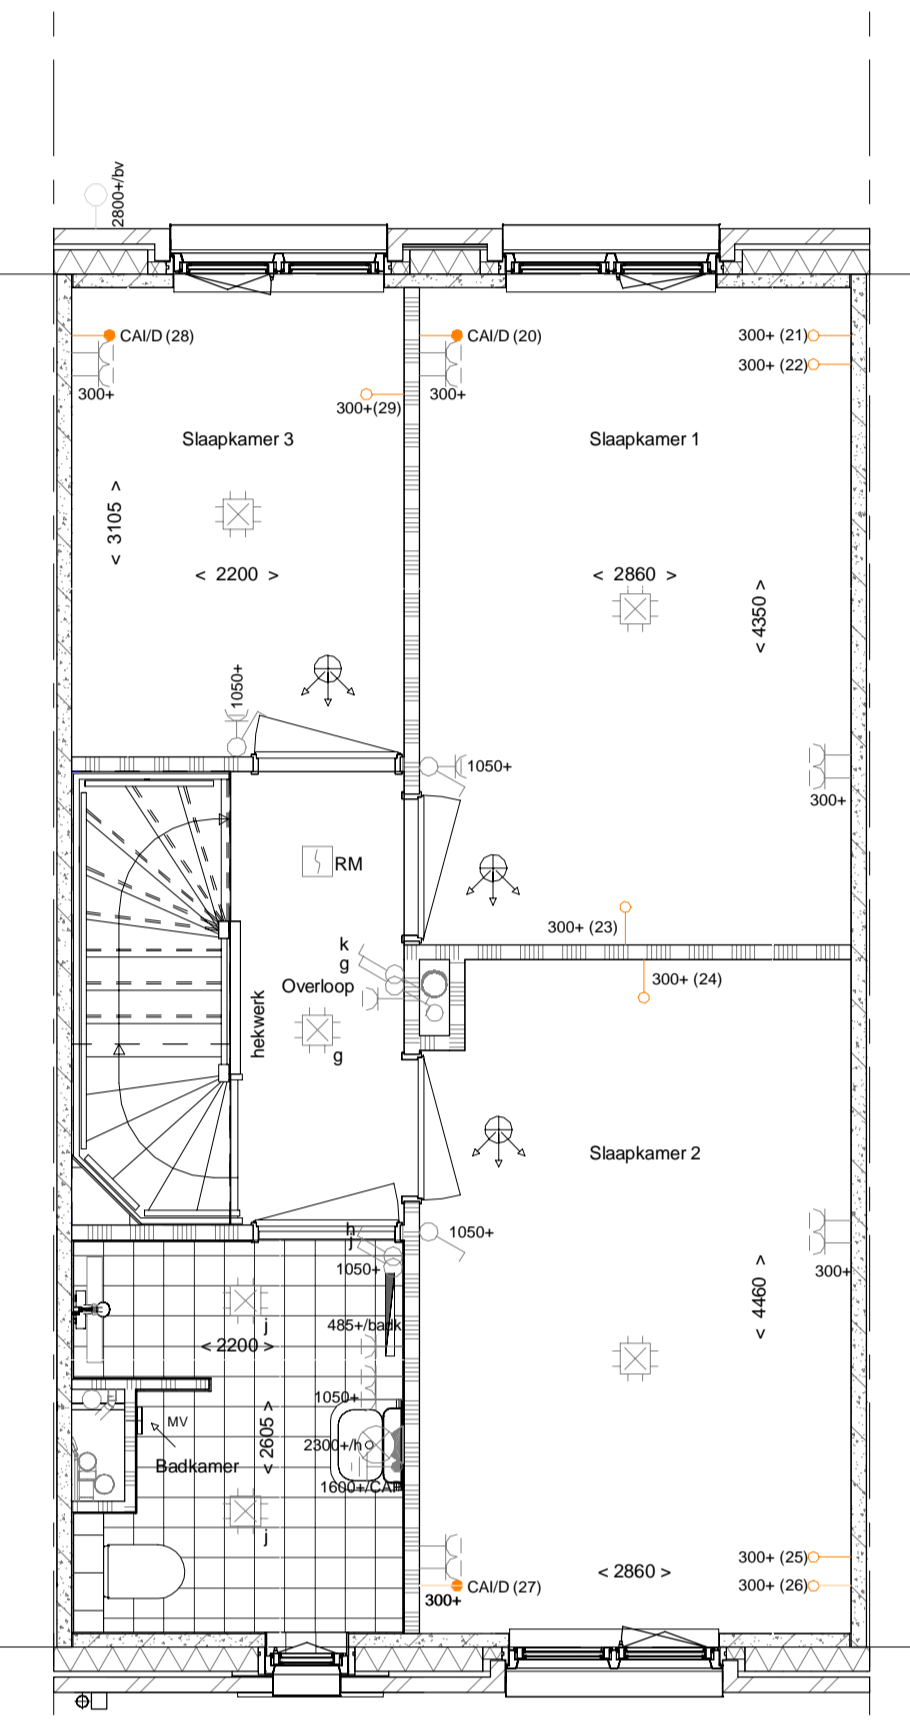 2800+/bv
CAI/D (28)
CAI/D (20)
300+ (21)
300+ (22)
300+
300+
300+(29)
Slaapkamer 3
Slaapkamer 1
< 3105 >
< 2200 >
< 2860 >
< 4350 >
1050+
1050+
300+
RM
300+ (23)
k
g
300+ (24)
Overloop
hekwerk
g
Slaapkamer 2
h
j
1050+
1050+
300+
< 4460 >
485+/badk
j
< 2200 >
1050+
MV
< 2605 >
2300+/h
Badkamer
1600+/CAP
j
300+ (25)
< 2860 >
CAI/D (27)
300+ (26)
300+